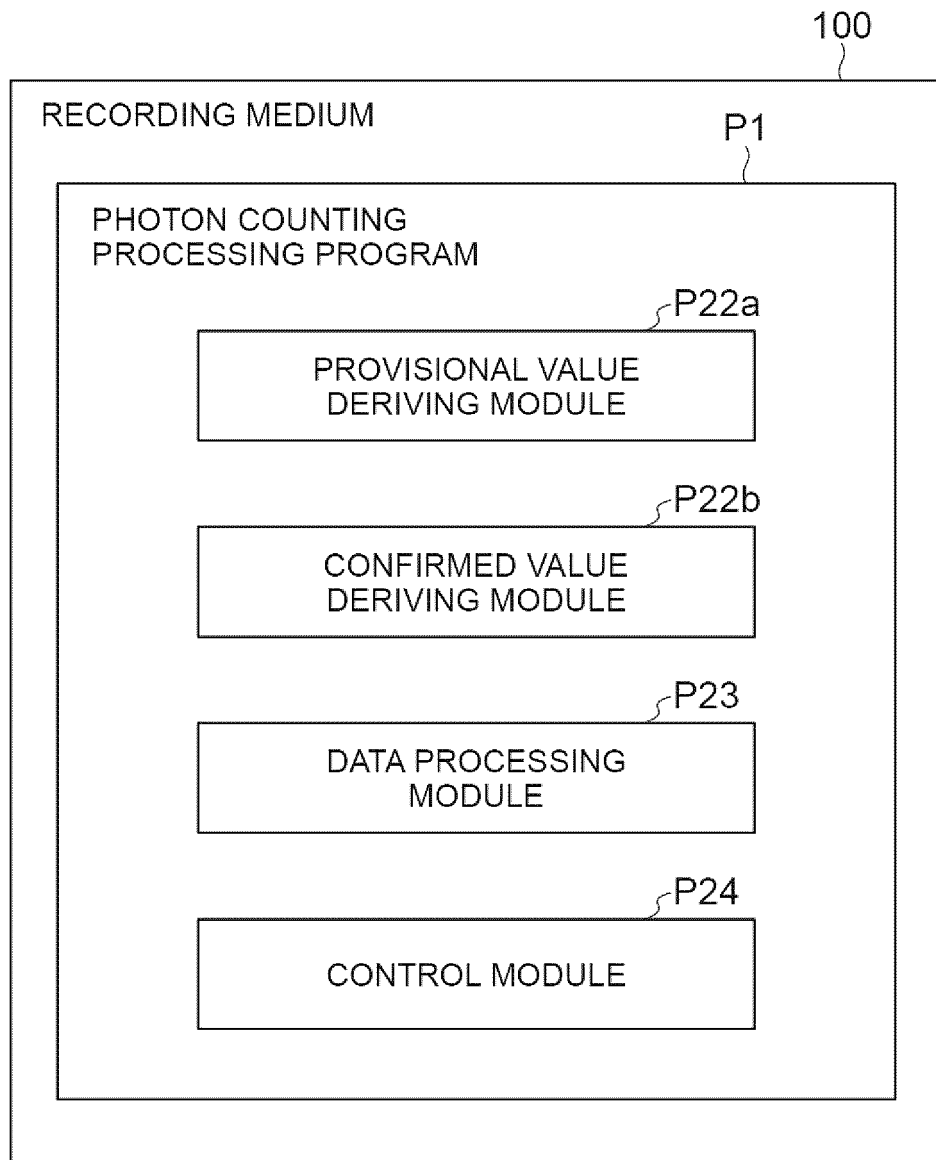 100
RECORDING MEDIUM
P1
PHOTON COUNTING
PROCESSING PROGRAM
P22a
PROVISIONAL VALUE
DERIVING MODULE
P22b
CONFIRMED VALUE
DERIVING MODULE
P23
DATA PROCESSING
MODULE
P24
CONTROL MODULE